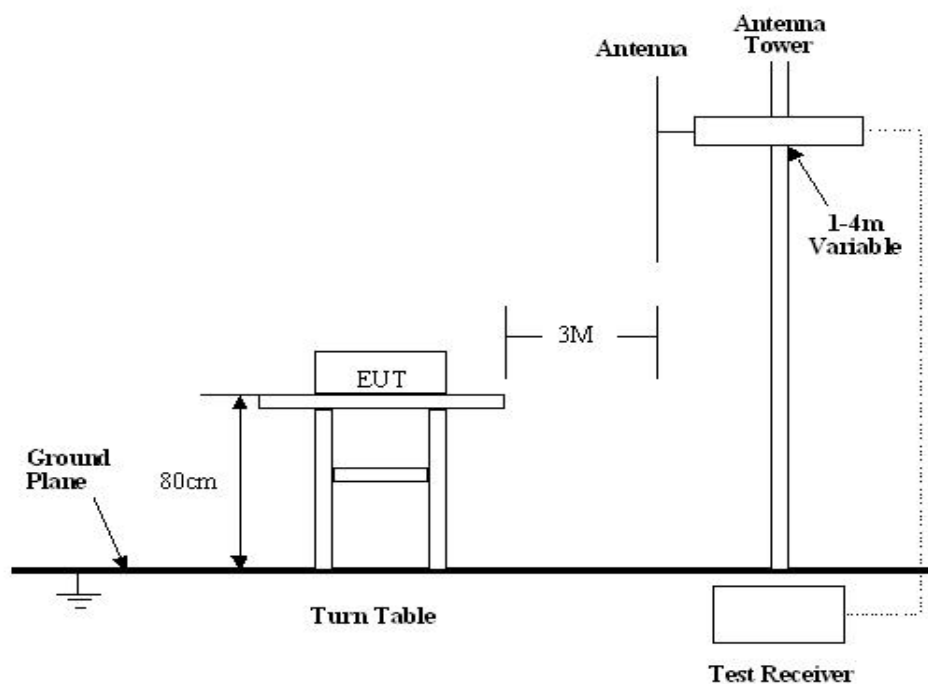 Antenna
Antenna
Tower
1-4m
Variable
3M
EUT
Ground
Plane
80cm
Turn Table
Test Receiver